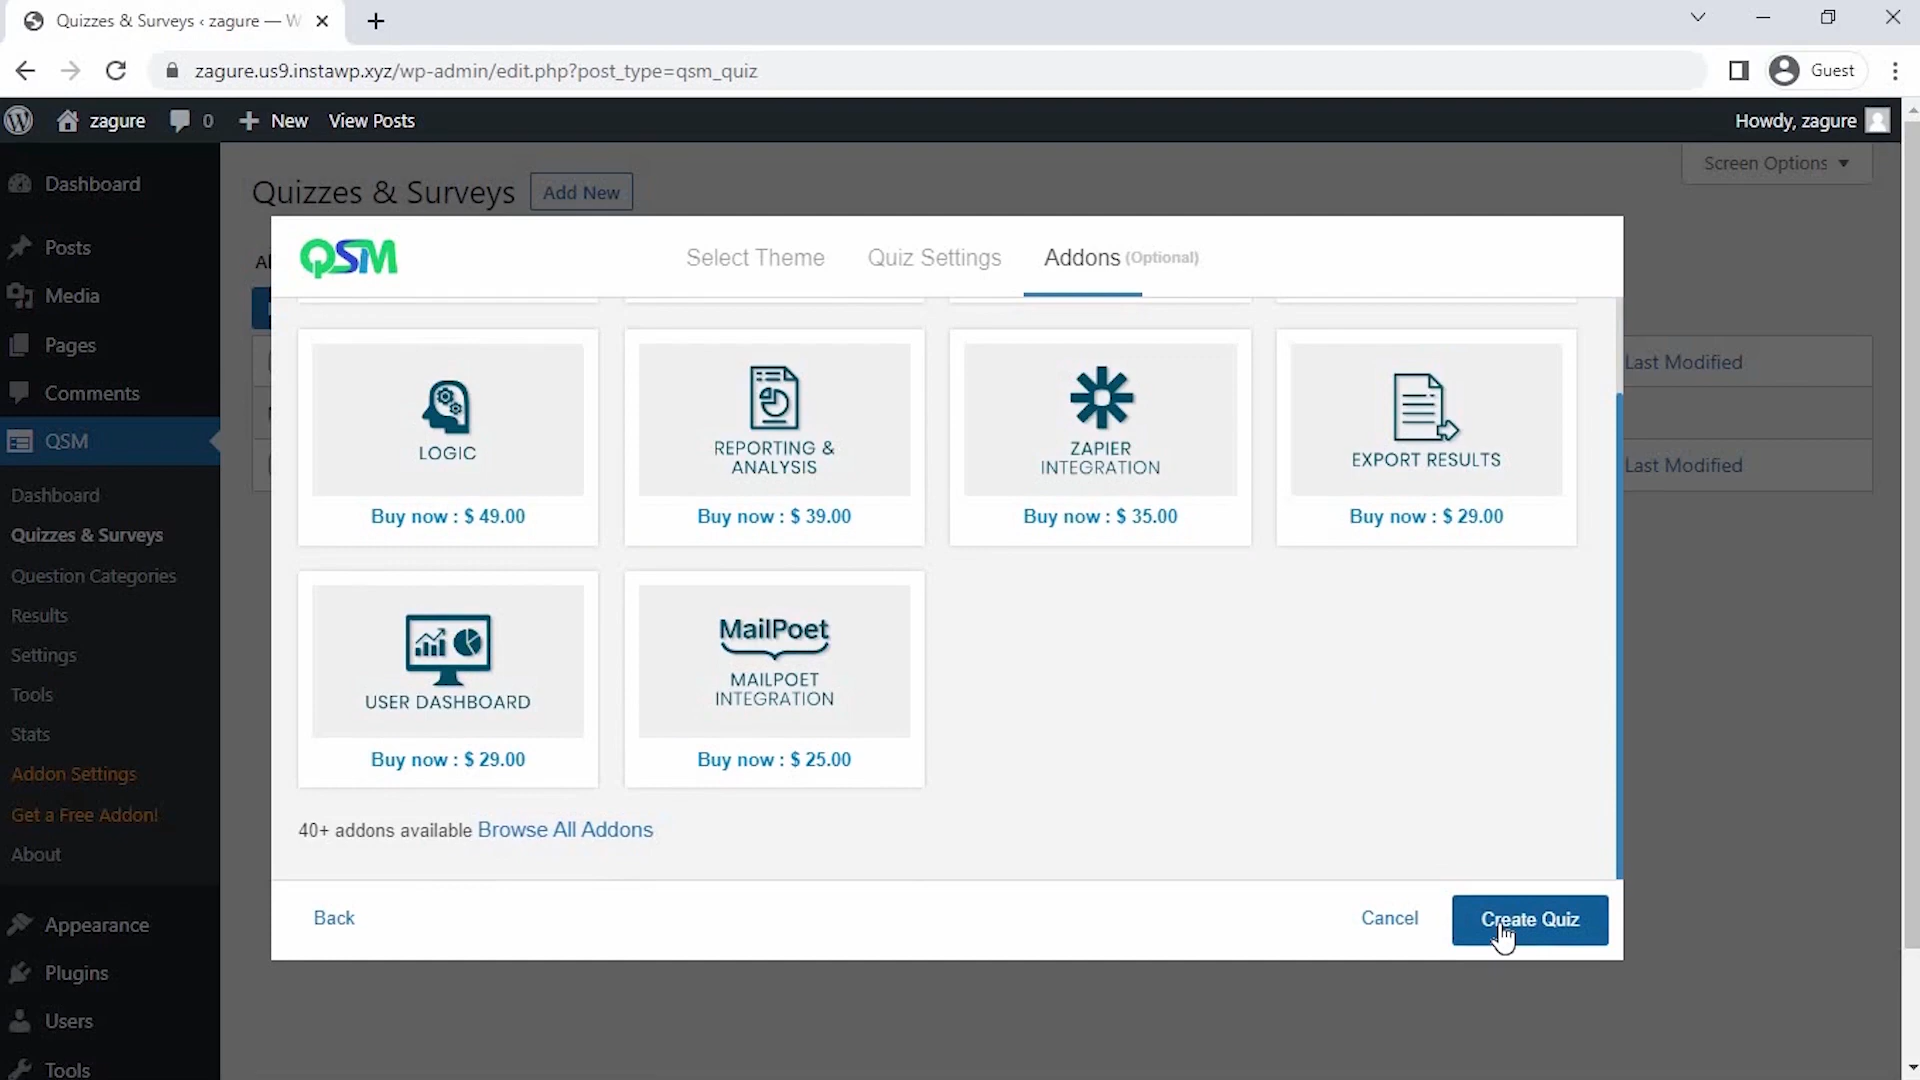 Quizzes & Surveys ‹ zagure — W
zagure.us9.instawp.xyz/wp-admin/edit.php?post_type=qsm_quiz
Guest
zagure
0
New
View Posts
Howdy, zagure
Screen Options
Dashboard
Posts
Media
Pages
Comments
QSM
Dashboard
Quizzes & Surveys
Question Categories
Results
Settings
Tools
Stats
Addon Settings
Get a Free Addon!
About
Appearance
Plugins
Users
Tools
Quizzes & Surveys
Add New
QSM
Select Theme
Quiz Settings
Addons (Optional)
LOGIC
Buy now : $ 49.00
REPORTING &
ANALYSIS
Buy now : $ 39.00
ZAPIER
INTEGRATION
Buy now : $ 35.00
EXPORT RESULTS
Buy now : $ 29.00
USER DASHBOARD
Buy now : $ 29.00
MailPoet
MAILPOET
INTEGRATION
Buy now : $ 25.00
40+ addons available Browse All Addons
Back
Cancel
Create Quiz
Last Modified
Last Modified